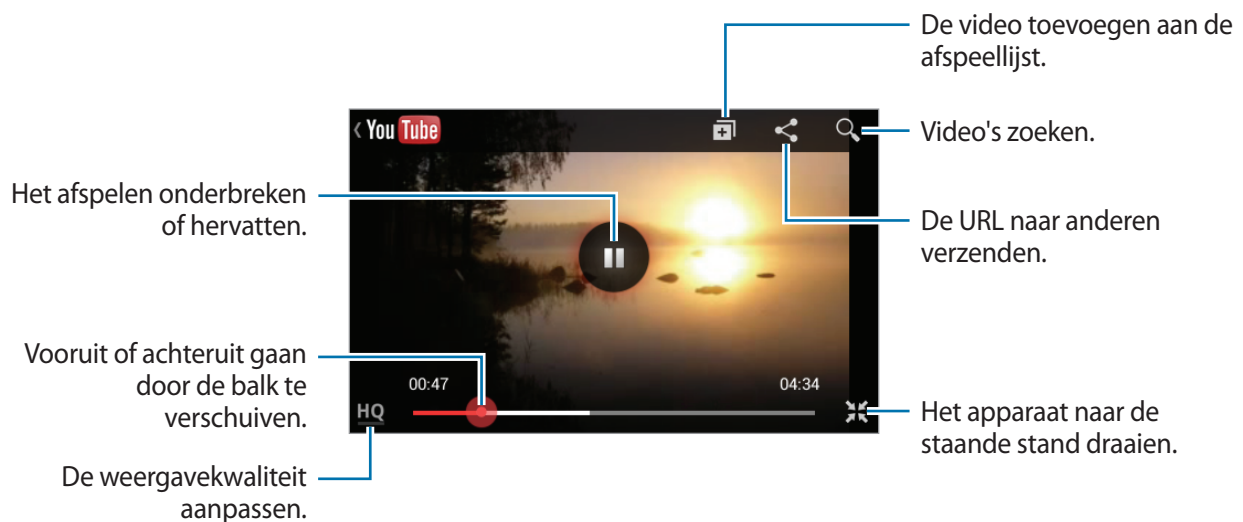 De video toevoegen aan de
afspeellijst.
You Tube
Video's zoeken.
Het afspelen onderbreken
of hervatten.
De URL naar anderen
verzenden.
Vooruit of achteruit gaan
door de balk te
verschuiven.
00:47
04:34
HQ
Het apparaat naar de
staande stand draaien.
De weergavekwaliteit
aanpassen.